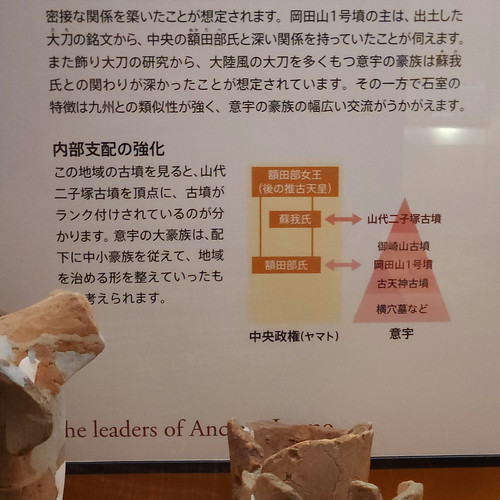 密接な関係を築いたことが想定されます。岡田山1号墳の主は、出土した
大刀の銘文から、中央の額田部氏と深い関係を持っていたことが伺えます。
また飾り大刀の研究から、大陸風の大刀を多くもつ意宇の豪族は蘇我
氏との関わりが深かったことが想定されています。その一方で石室の
特徴は九州との類似性が強く、意宇の豪族の幅広い交流がうかがえます。
内部支配の強化
この地域の古墳を見ると、山代
二子塚古墳を頂点に、古墳が
ランク付けされているのが分
かります。意宇の大豪族は、配
下に中小豪族を従えて、地域
を治める形を整えていったも
考えられます。
額田部女王
(後の推古天皇)
蘇我氏
額田部氏
中央政権(ヤマト)
山代二子塚古墳
御崎山古墳
岡田山1号墳
古天神古墳
横穴墓など
意宇
he leaders of Anc